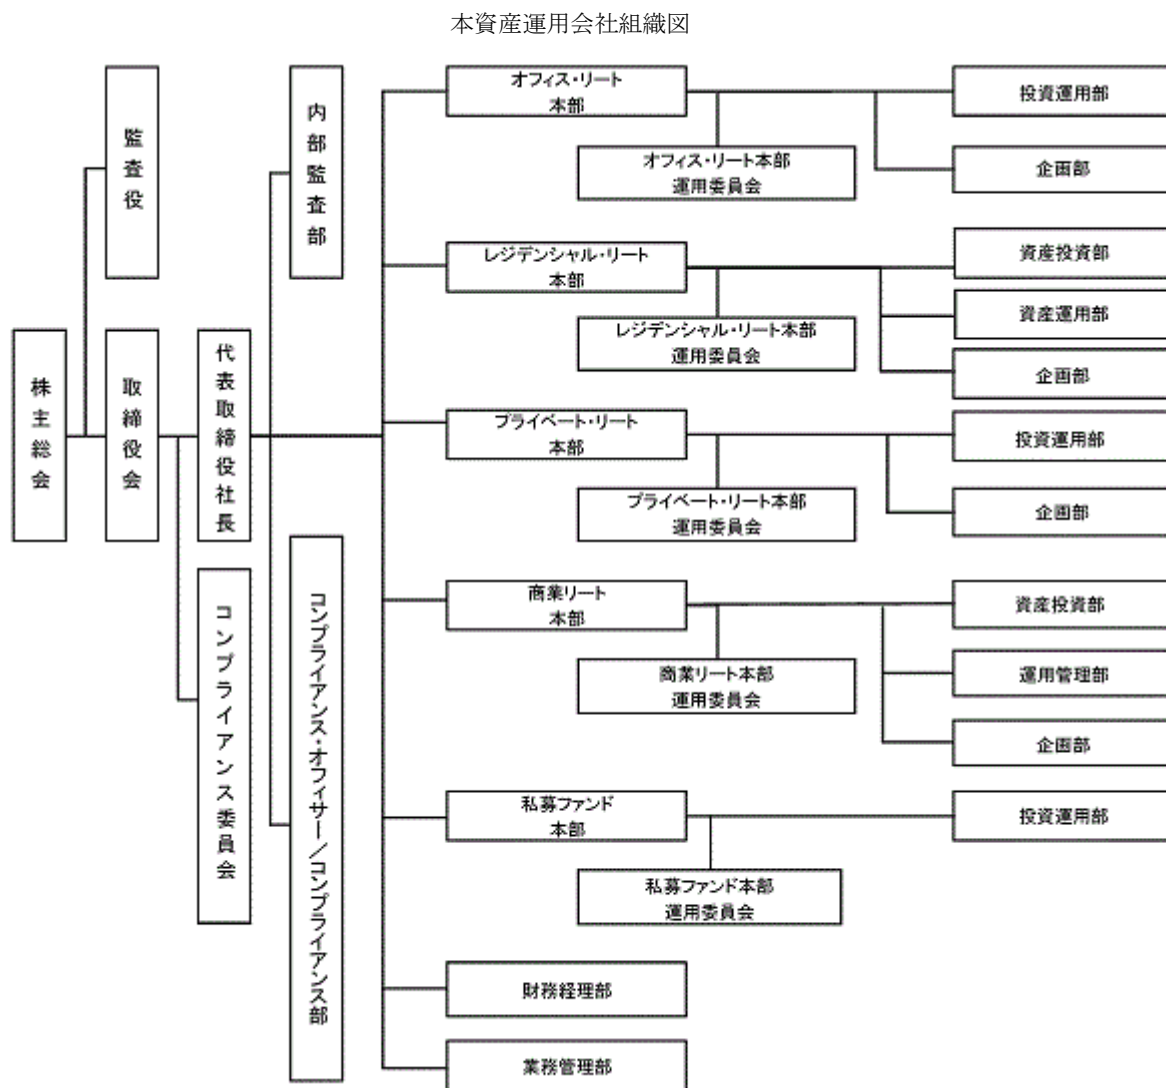 本資産運用会社組織図
株主総会
監査役
取締役会
代表取締役社長
コンプライアンス委員会
内部監査部
コンプライアンス・オフィサー/コンプライアンス部
オフィス・リート
本部
オフィス・リート本部
運用委員会
投資運用部
企画部
レジデンシャル・リート
本部
レジデンシャル・リート本部
運用委員会
資産投資部
資産運用部
企画部
プライベート・リート
本部
プライベート・リート本部
運用委員会
投資運用部
企画部
商業リート
本部
商業リート本部
運用委員会
資産投資部
運用管理部
企画部
私募ファンド
本部
私募ファンド本部
運用委員会
投資運用部
財務経理部
業務管理部